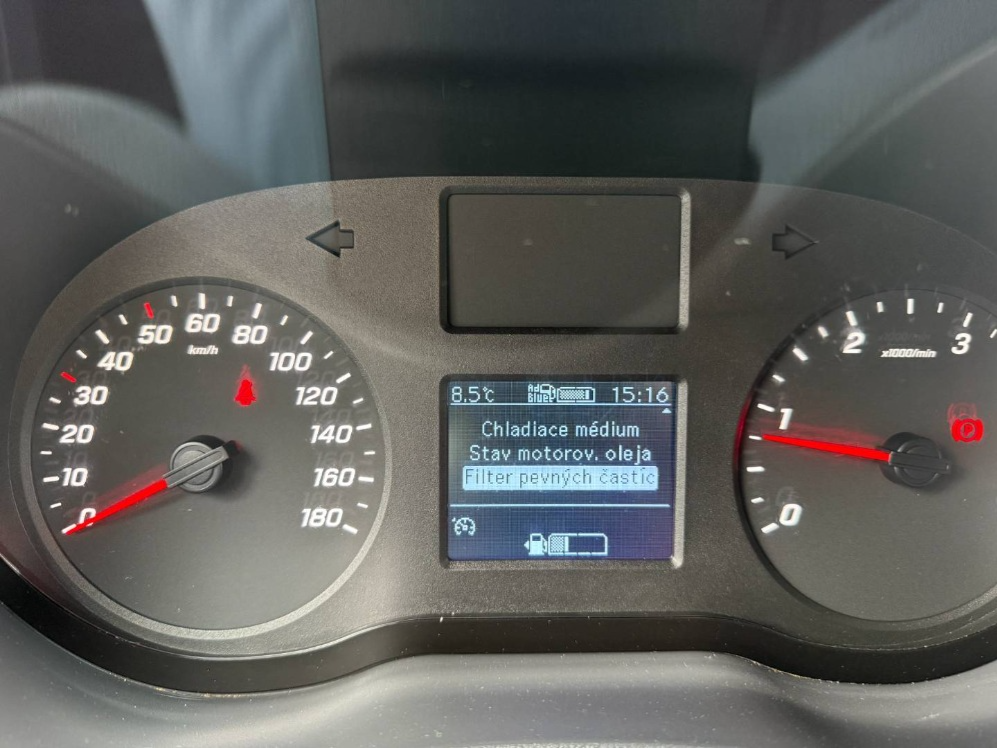 0
10
20
30
40
50
60
80
100
120
140
160
180
km/h
8.5°C Ad Blue 15:16
Chladiace médium
Stav motorov. oleja
Filter pevných častíc
0
1
2
3
x1000/min
P